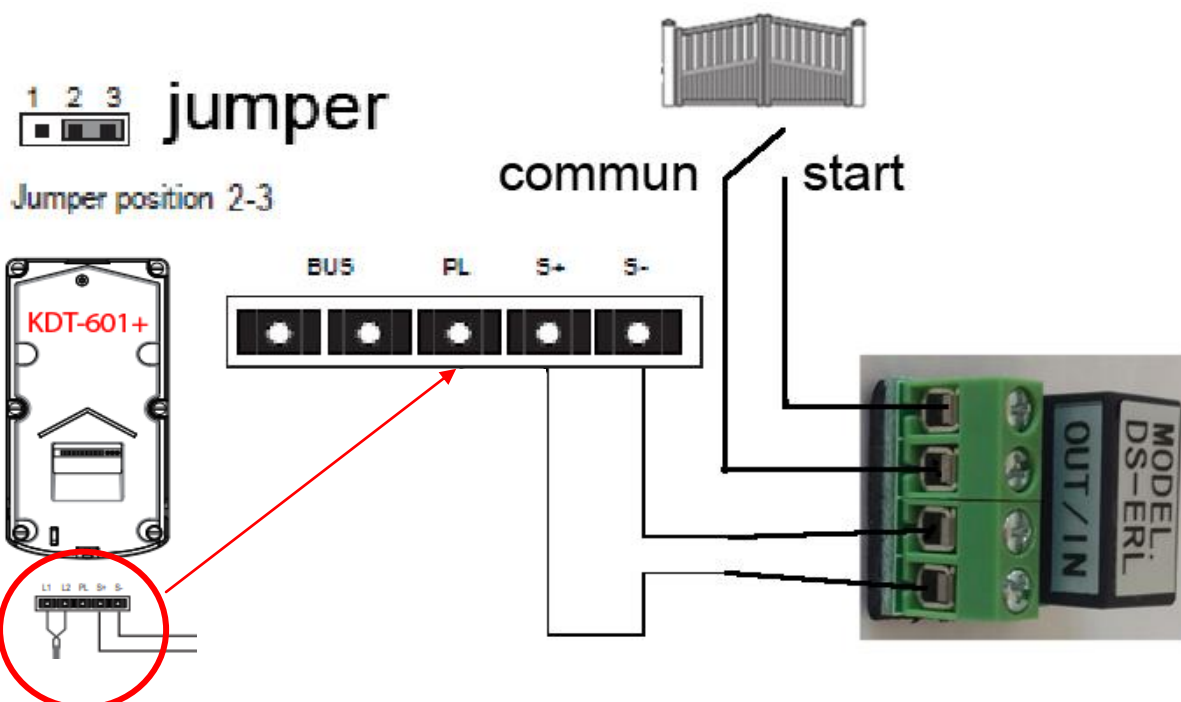 1 2 3
jumper
Jumper position 2-3
commun
start
BUS PL S+ S-
KDT-601+
L1 L2 PL S+ S-
MODEL.
DS-ERi
OUT/IN